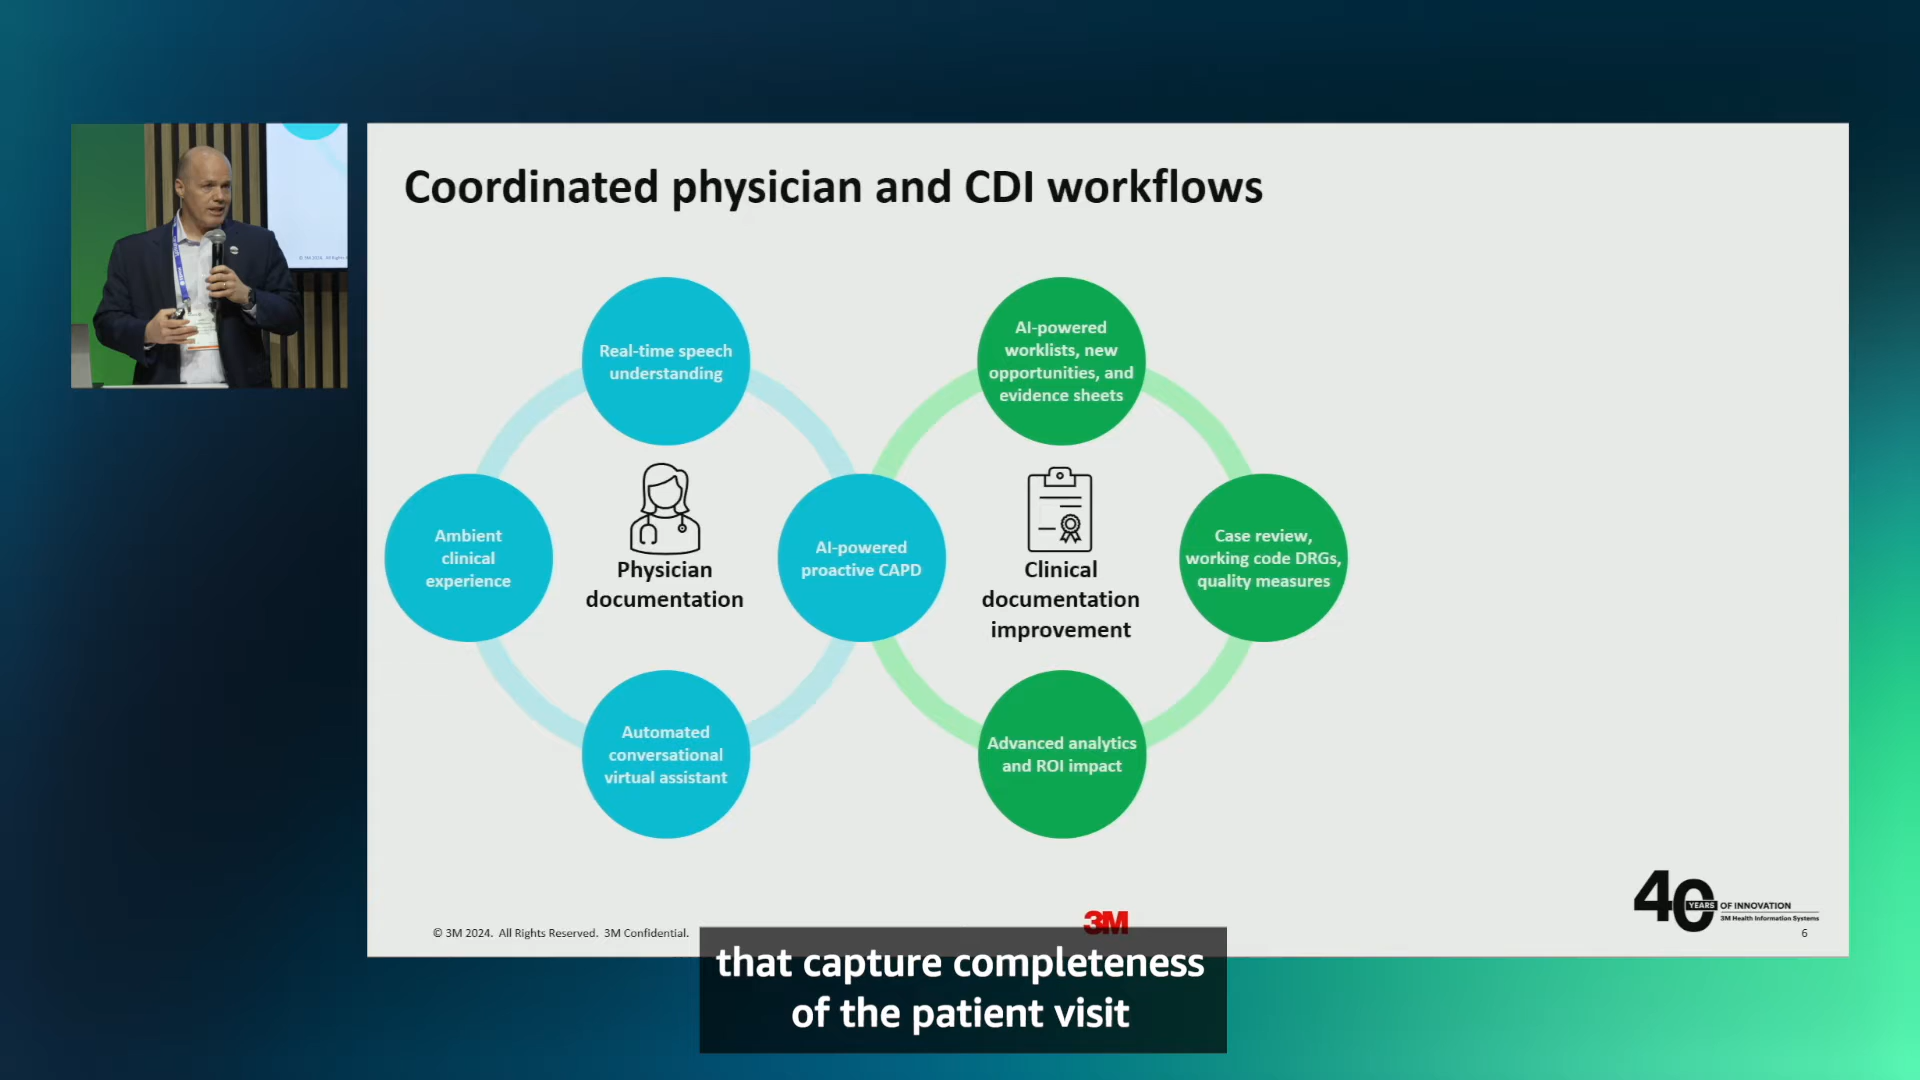 Coordinated physician and CDI workflows
Real-time speech
understanding
AI-powered
worklists, new
opportunities, and
evidence sheets
Ambient
clinical
experience
Physician
documentation
AI-powered
proactive CAPD
Clinical
documentation
improvement
Case review,
working code DRGs,
quality measures
Automated
conversational
virtual assistant
Advanced analytics
and ROI impact
40 YEARS OF INNOVATION
3M Health Information Systems
© 3M 2024. All Rights Reserved. 3M Confidential.
3M
6
that capture completeness
of the patient visit